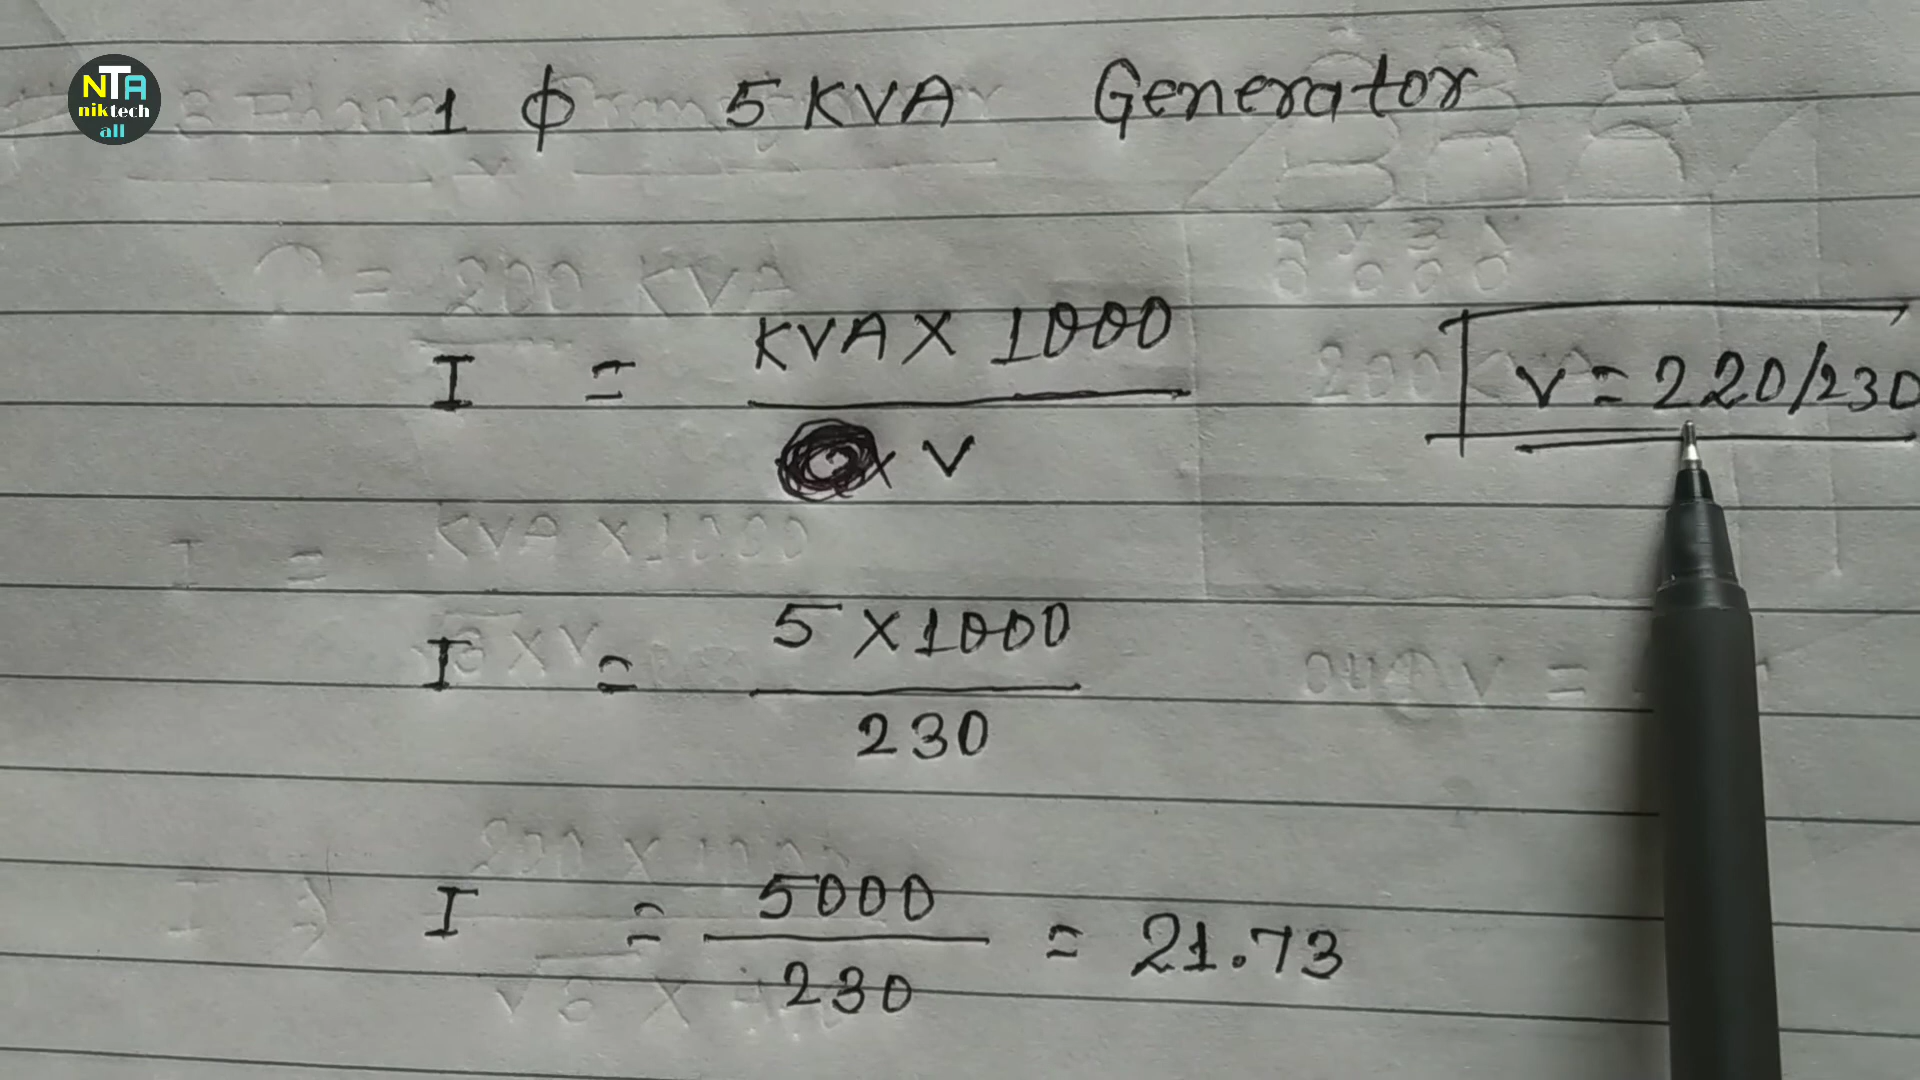 NTA
niktech
all
1 ϕ 5 KVA Generator
I = KVA X 1000
x V
V = 220/230
I = 5 X 1000
230
I = 5000 = 21.73
230